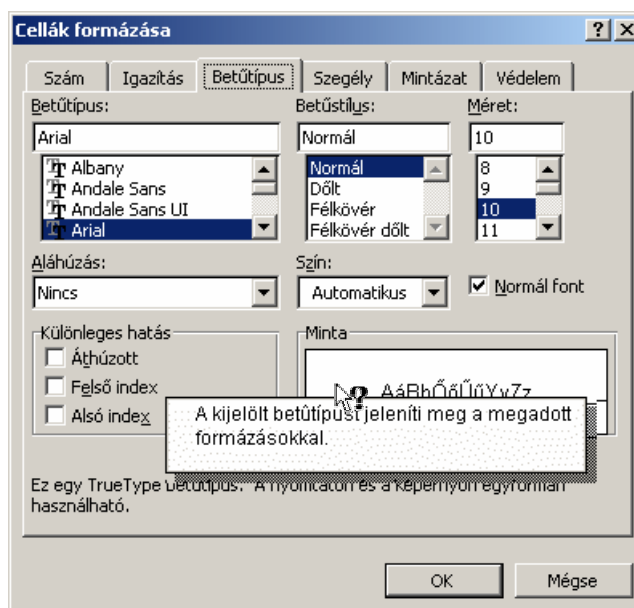 Cellák formázása
Szám Igazítás Betűtípus Szegély Mintázat Védelem
Betűtípus: Betűstílus: Méret:
Arial Normál 10
Albany Normál 8
Andale Sans Dőlt 9
Andale Sans UI Félkövér 10
Arial Félkövér dőlt 11
Aláhúzás: Szín:
Nincs Automatikus Normál font
Különleges hatás Minta
Áthúzott
Felső index AáBbŐőŰűYyZz
Alsó index
A kijelölt betûtípust jeleníti meg a megadott
formázásokkal.
Ez egy TrueType betűtípus. A nyomtatón és a képernyőn egyformán
használható.
OK Mégse